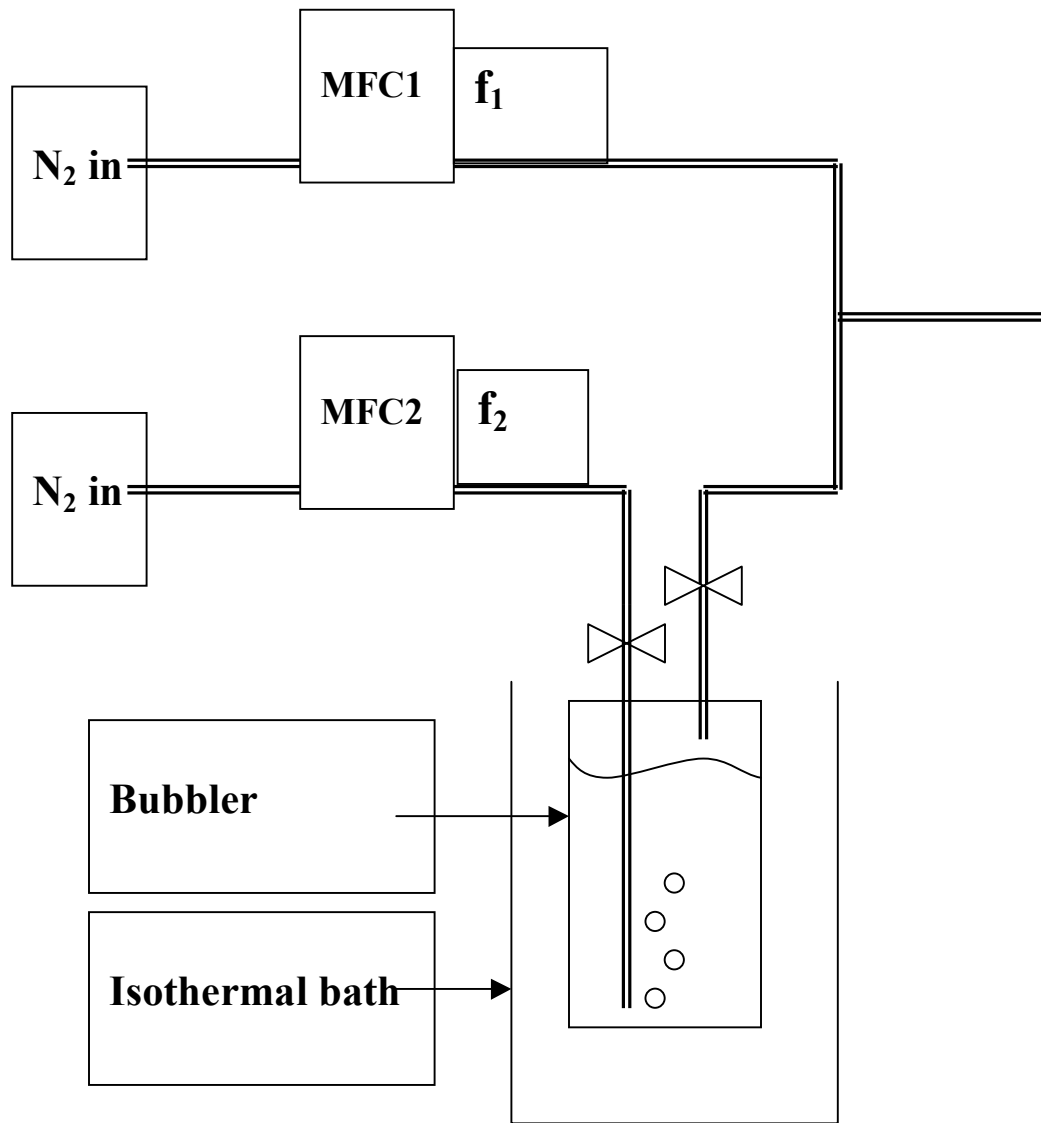 MFC1
f₁
N₂ in
MFC2
f₂
N₂ in
Bubbler
Isothermal bath